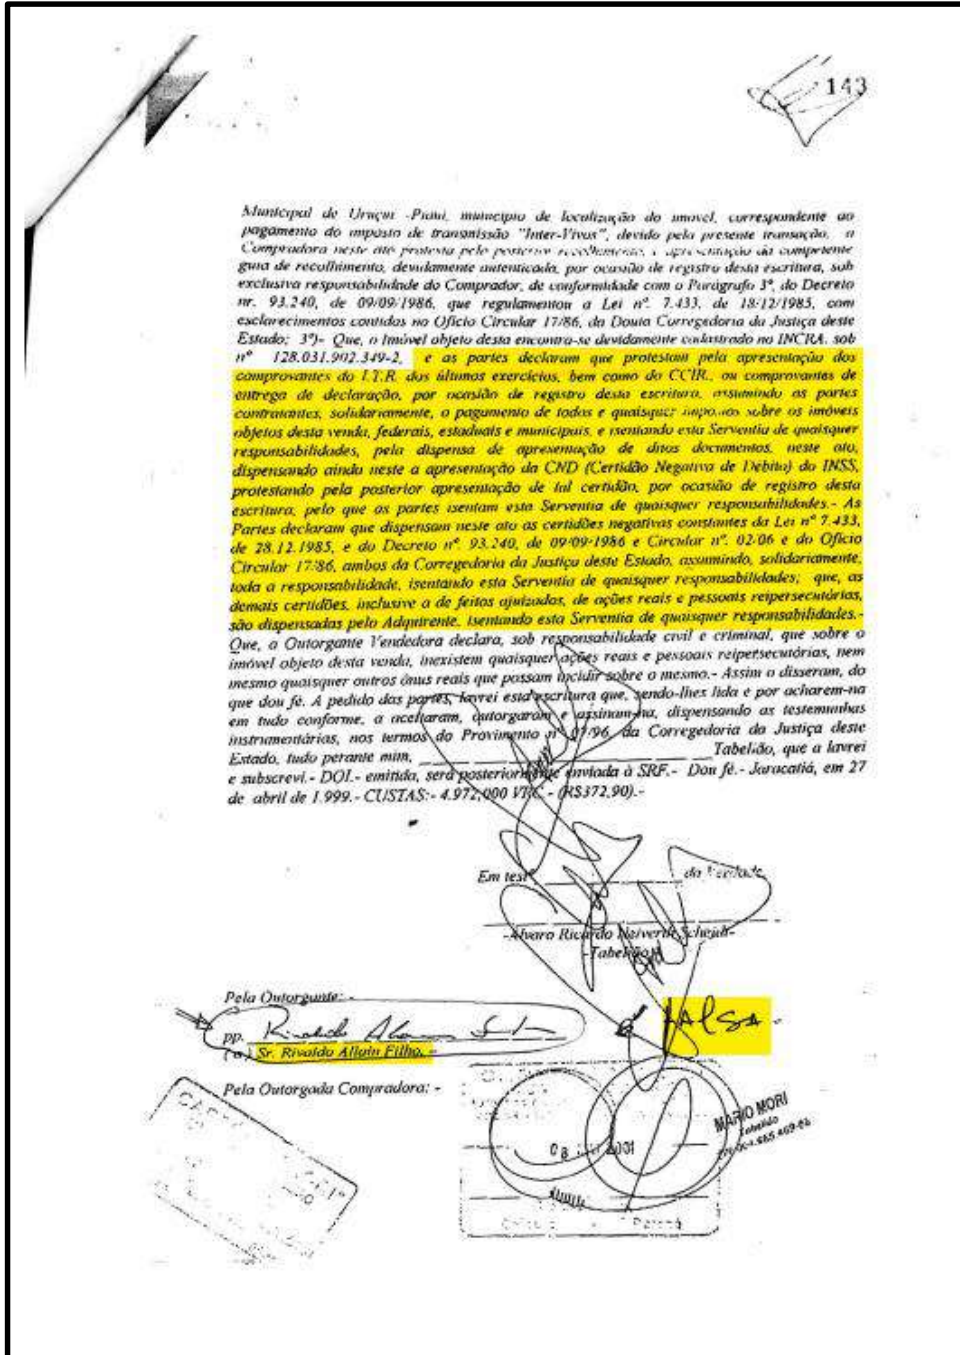 143
Municipal de Uruçuí -Piauí, município de localização do imóvel, correspondente ao
pagamento do imposto de transmissão "Inter-Vivos", devido pela presente transação, a
Compradora neste ato protesta pelo posterior recolhimento, e apresentação da competente
guia de recolhimento, devidamente autenticada, por ocasião de registro desta escritura, sob
exclusiva responsabilidade do Comprador, de conformidade com o Parágrafo 3º, do Decreto
nr. 93.240, de 09/09/1986, que regulamentou a Lei nº. 7.433, de 18/12/1985, com
esclarecimentos contidos no Ofício Circular 17/86, da Douta Corregedoria da Justiça deste
Estado; 3º)- Que, o Imóvel objeto desta encontra-se devidamente cadastrado no INCRA, sob
nº 128.031.902.349-2, e as partes declaram que protestam pela apresentação dos
comprovantes do I.T.R. dos últimos exercícios, bem como do CCIR., ou comprovantes de
entrega de declaração, por ocasião de registro desta escritura, assumindo as partes
contratantes, solidariamente, o pagamento de todos e quaisquer impostos sobre os imóveis
objetos desta venda, federais, estaduais e municipais, e isentando esta Serventia de quaisquer
responsabilidades, pela dispensa de apresentação de ditos documentos, neste ato,
dispensando ainda neste a apresentação da CND (Certidão Negativa de Débito) do INSS,
protestando pela posterior apresentação de tal certidão, por ocasião de registro desta
escritura, pelo que as partes isentam esta Serventia de quaisquer responsabilidades.- As
Partes declaram que dispensam neste ato as certidões negativas constantes da Lei nº 7.433,
de 28.12.1985, e do Decreto nº. 93.240, de 09/09/1986 e Circular nº. 02/06 e do Ofício
Circular 17/86, ambos da Corregedoria da Justiça deste Estado, assumindo, solidariamente,
toda a responsabilidade, isentando esta Serventia de quaisquer responsabilidades; que, as
demais certidões, inclusive a de feitos ajuizados, de ações reais e pessoais reipersecutórias,
são dispensadas pelo Adquirente, isentando esta Serventia de quaisquer responsabilidades.-
Que, a Outorgante Vendedora declara, sob responsabilidade civil e criminal, que sobre o
imóvel objeto desta venda, inexistem quaisquer ações reais e pessoais reipersecutórias, nem
mesmo quaisquer outros ônus reais que possam incidir sobre o mesmo.- Assim o disseram, do
que dou fé. A pedido das partes, lavrei esta escritura que, sendo-lhes lida e por acharem-na
em tudo conforme, a aceitaram, outorgaram e assinam-na, dispensando as testemunhas
instrumentárias, nos termos do Provimento nº 07/96, da Corregedoria da Justiça deste
Estado, tudo perante mim, Tabelião, que a lavrei
e subscrevi.- DOI.- emitida, será posteriormente enviada à SRF.- Dou fé.- Jaracatiá, em 27
de abril de 1.999.- CUSTAS:- 4.972,000 VRC - (R$372,90).-
Em test da Verdade
-Alvaro Ricardo
-Tabelião-
Pela Outorgante: -
FALSA
pp.
Sr. Rivaldo Allain Filho. -
Pela Outorgada Compradora: -
MARIO MORI
Tabelião
08 2001
Paraná